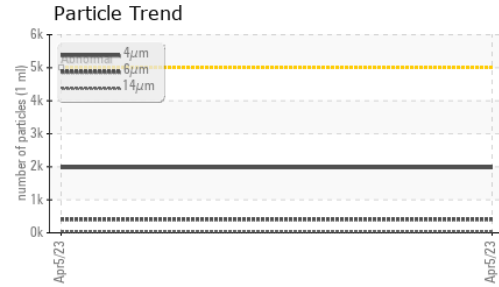 Particle Trend
number of particles (1 ml)
6k
5k
4k
3k
2k
1k
0k
Abnormal
4µm
6µm
14µm
Apr5/23
Apr5/23